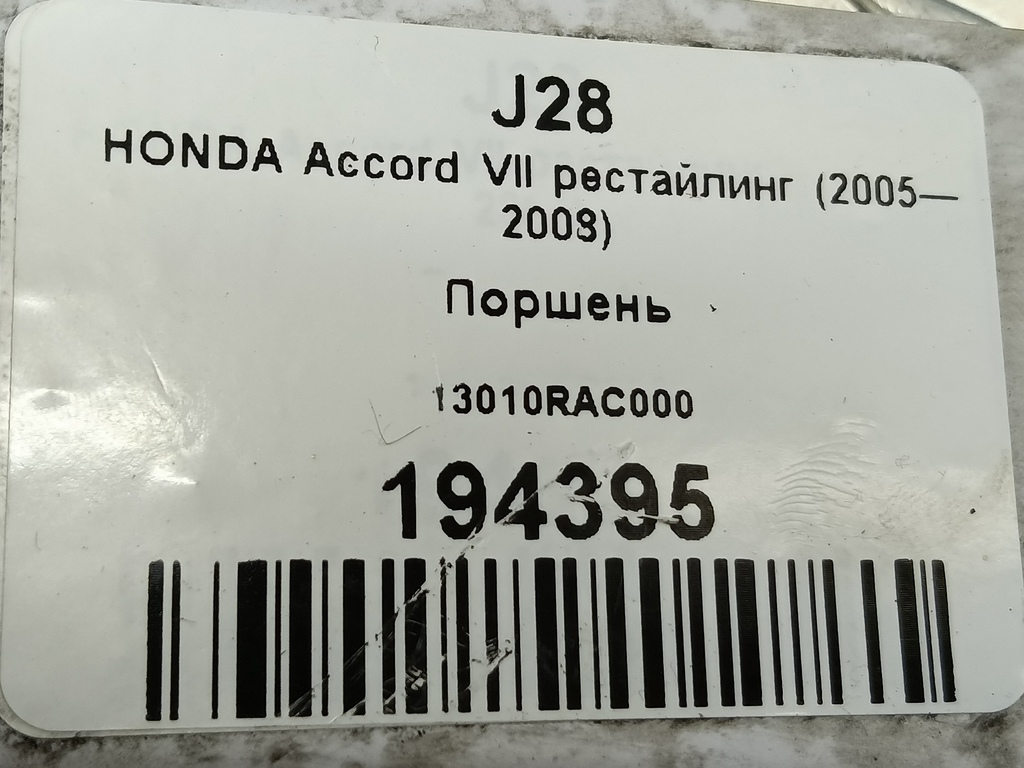 J28
HONDA Accord VII рестайлинг (2005—
2008)
Поршень
13010RAC000
194395